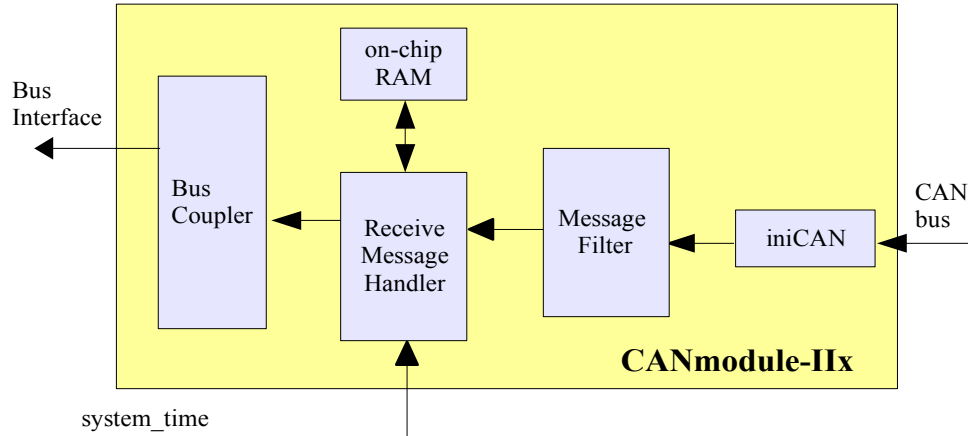 on-chip
RAM
Bus
Interface
Bus
Coupler
Receive
Message
Handler
Message
Filter
iniCAN
CAN
bus
CANmodule-IIx
system_time